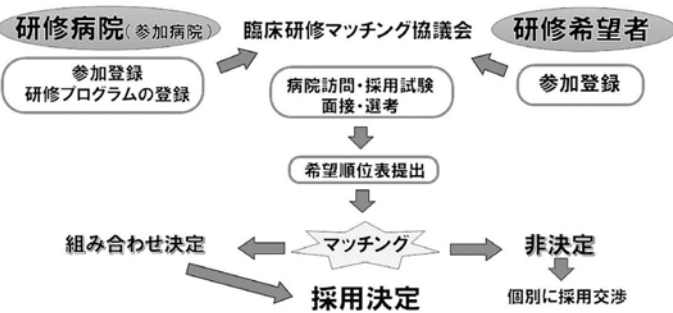 研修病院(参加病院)
臨床研修マッチング協議会
研修希望者
参加登録
研修プログラムの登録
病院訪問・採用試験
面接・選考
参加登録
希望順位表提出
組み合わせ決定
マッチング
非決定
採用決定
個別に採用交渉